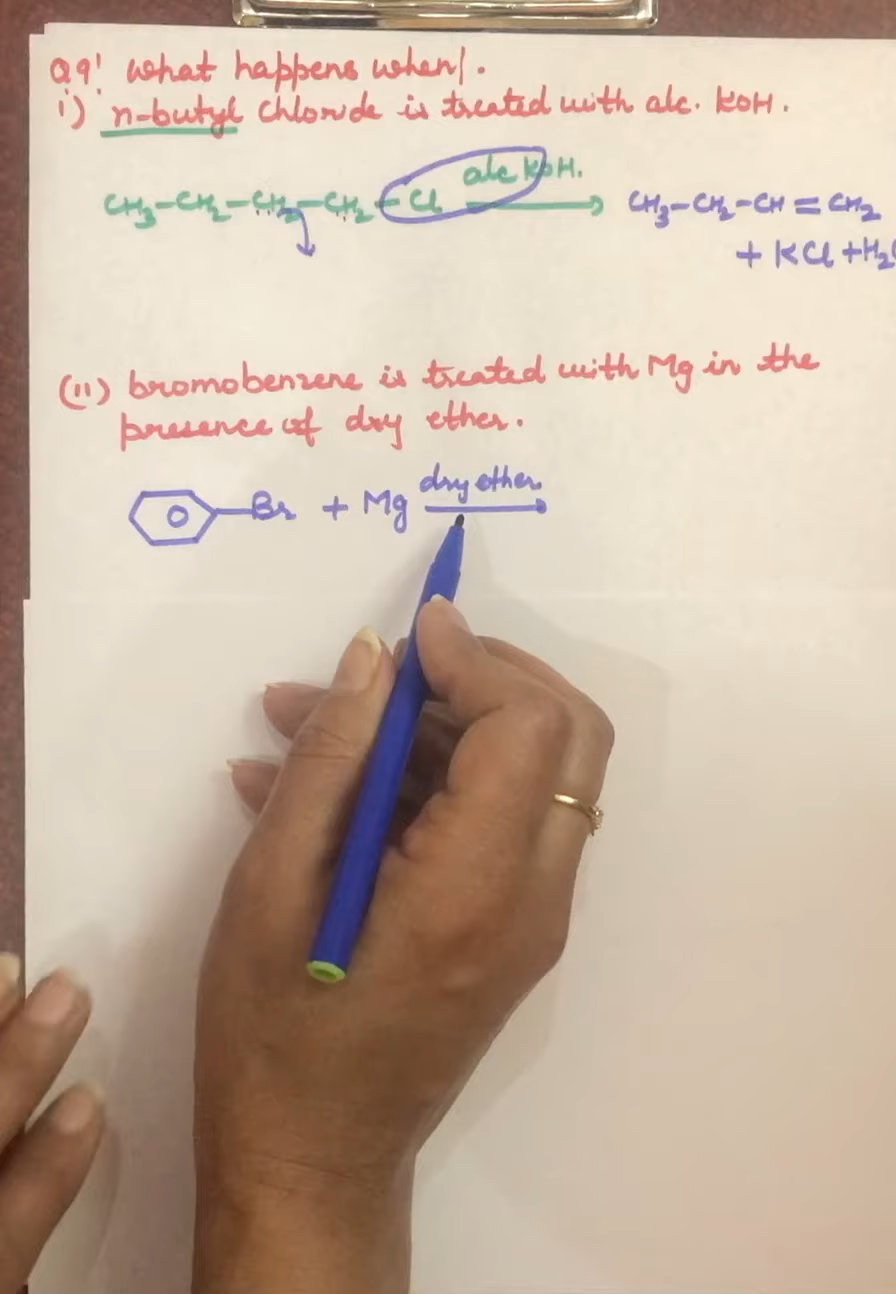 Q9! What happens when/.
i) n-butyl chloride is treated with alc. KOH.
CH3-CH2-CH2-CH2-Cl alc KOH. → CH3-CH2-CH=CH2
+ KCl +H2
(ii) bromobenzene is treated with Mg in the
presence of dry ether.
Br + Mg dry ether. →